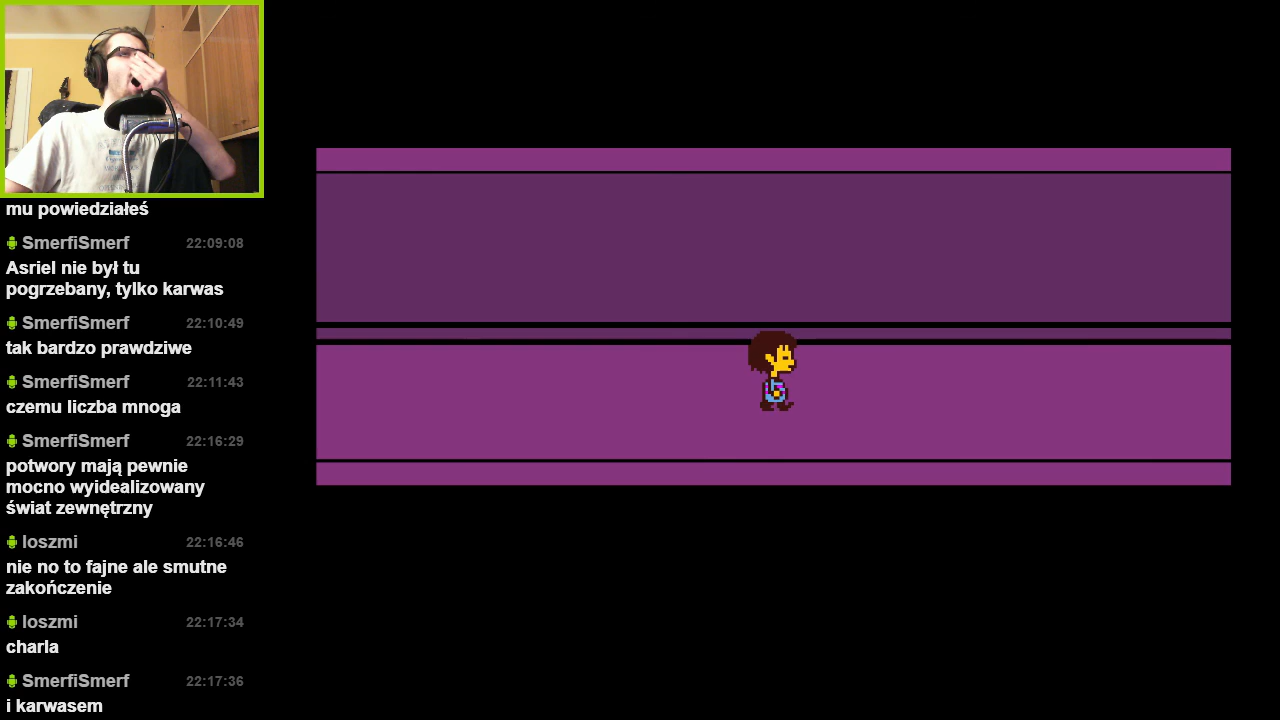 mu powiedziałeś
SmerfiSmerf 22:09:08
Asriel nie był tu
pogrzebany, tylko karwas
SmerfiSmerf 22:10:49
tak bardzo prawdziwe
SmerfiSmerf 22:11:43
czemu liczba mnoga
SmerfiSmerf 22:16:29
potwory mają pewnie
mocno wyidealizowany
świat zewnętrzny
loszmi 22:16:46
nie no to fajne ale smutne
zakończenie
loszmi 22:17:34
charla
SmerfiSmerf 22:17:36
i karwasem